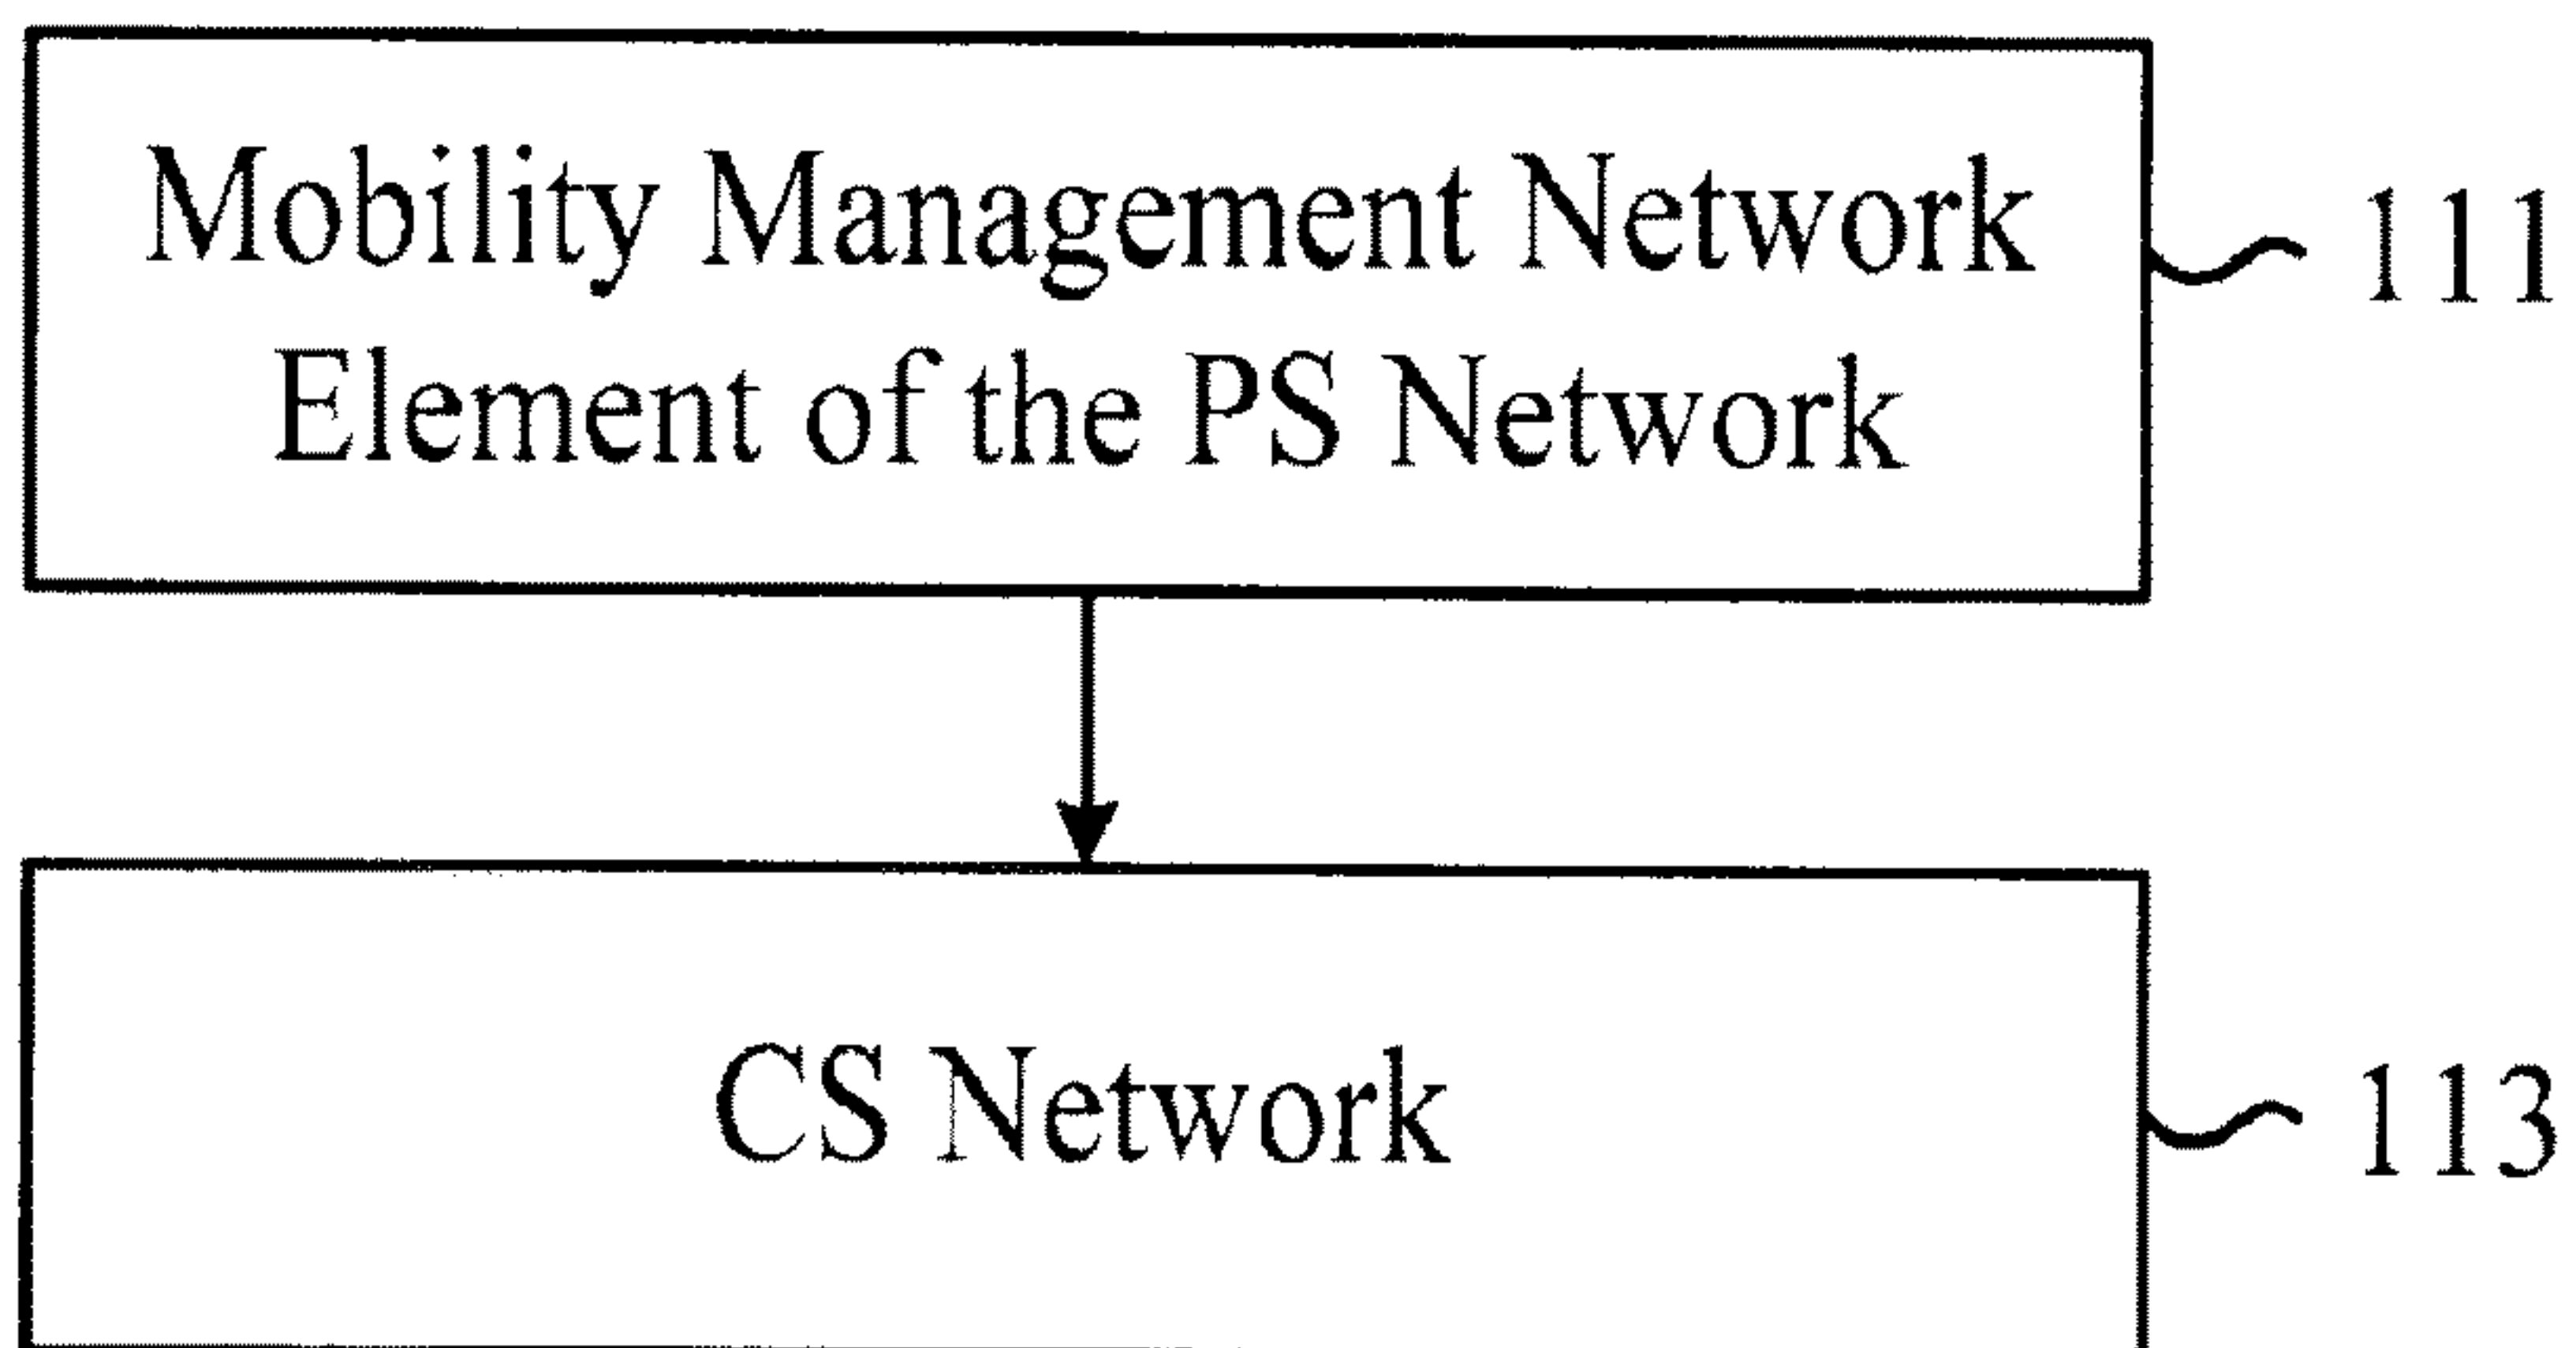 Mobility Management Network
Element of the PS Network
111
CS Network
113